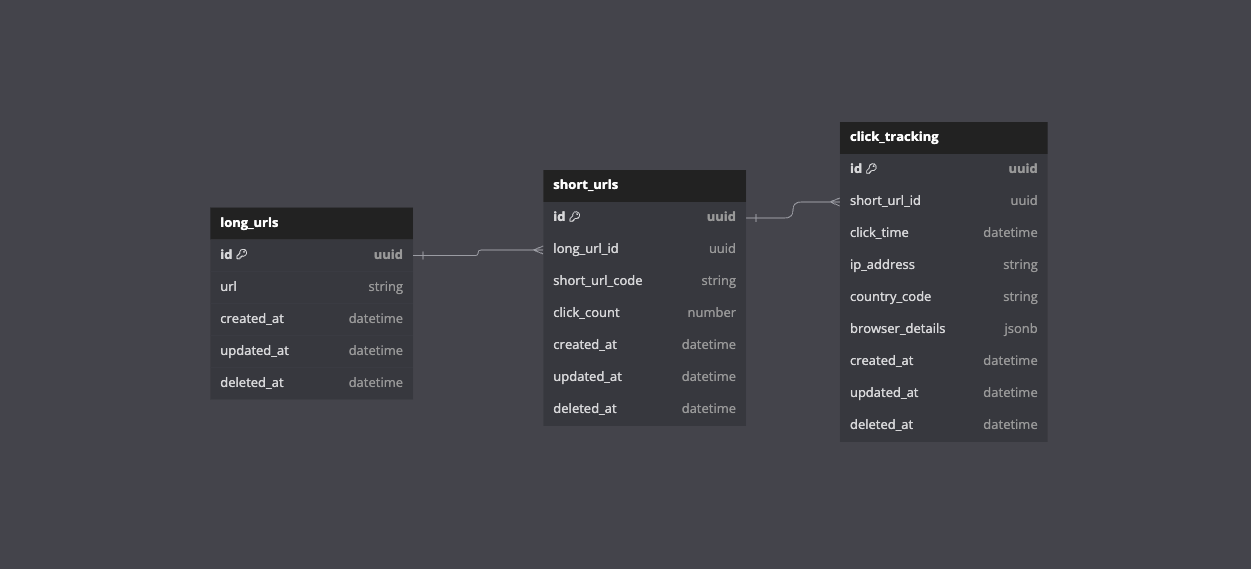 long_urls
id uuid
url string
created_at datetime
updated_at datetime
deleted_at datetime
short_urls
id uuid
long_url_id uuid
short_url_code string
click_count number
created_at datetime
updated_at datetime
deleted_at datetime
click_tracking
id uuid
short_url_id uuid
click_time datetime
ip_address string
country_code string
browser_details jsonb
created_at datetime
updated_at datetime
deleted_at datetime